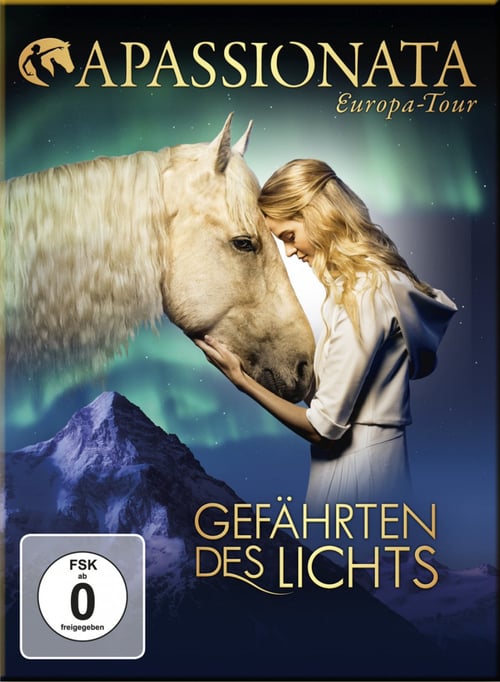 APASSIONATA
Europa-Tour
GEFÄHRTEN
DES LICHTS
FSK
ab
0
freigegeben